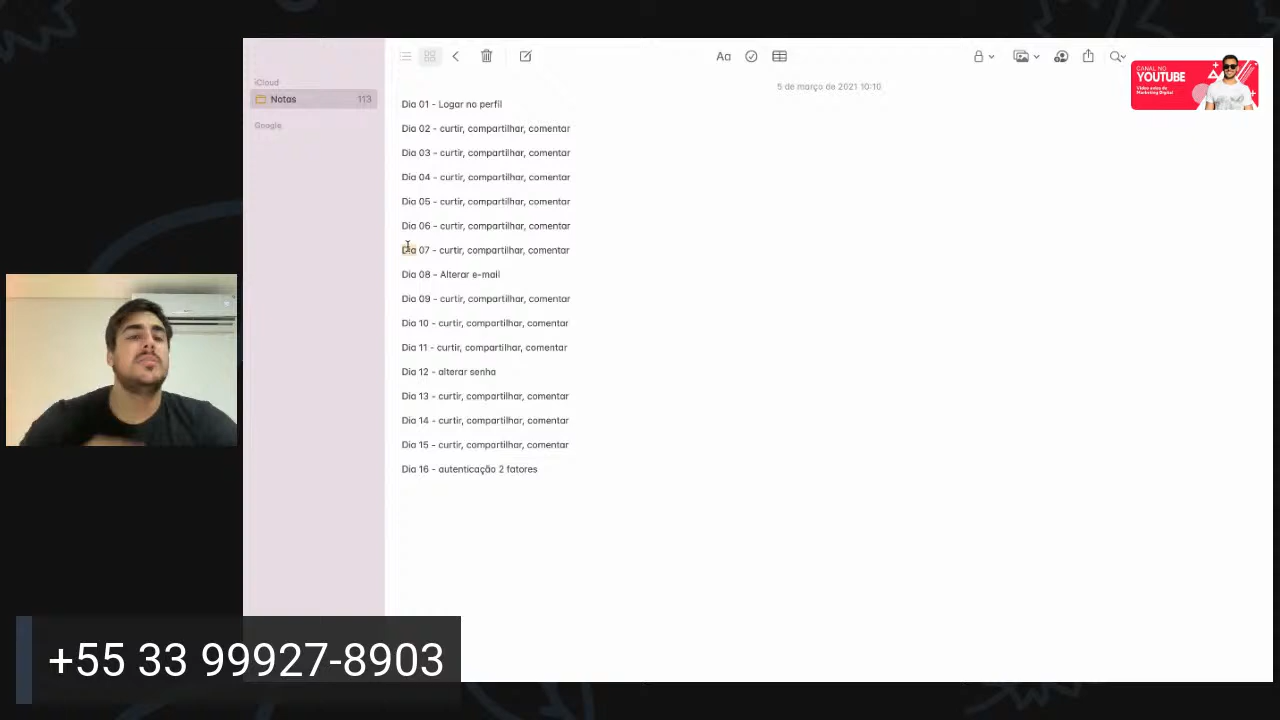 iCloud
Notas 113
Google
5 de março de 2021 10:10
Dia 01 - Logar no perfil
Dia 02 - curtir, compartilhar, comentar
Dia 03 - curtir, compartilhar, comentar
Dia 04 - curtir, compartilhar, comentar
Dia 05 - curtir, compartilhar, comentar
Dia 06 - curtir, compartilhar, comentar
Dia 07 - curtir, compartilhar, comentar
Dia 08 - Alterar e-mail
Dia 09 - curtir, compartilhar, comentar
Dia 10 - curtir, compartilhar, comentar
Dia 11 - curtir, compartilhar, comentar
Dia 12 - alterar senha
Dia 13 - curtir, compartilhar, comentar
Dia 14 - curtir, compartilhar, comentar
Dia 15 - curtir, compartilhar, comentar
Dia 16 - autenticação 2 fatores
Aa
CANAL NO
YOUTUBE
Marketing Digital
+55 33 99927-8903